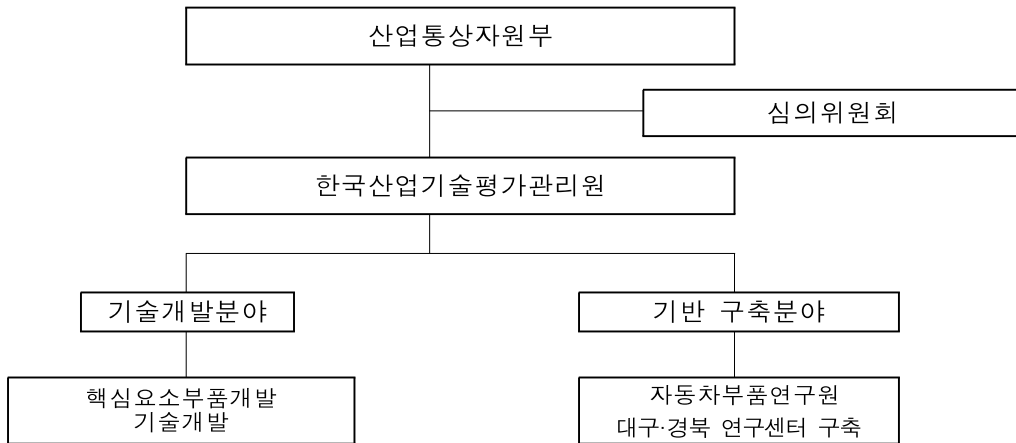 산업통상자원부
심의위원회
한국산업기술평가관리원
기술개발분야
기반 구축분야
핵심요소부품개발
기술개발
자동차부품연구원
대구·경북 연구센터 구축